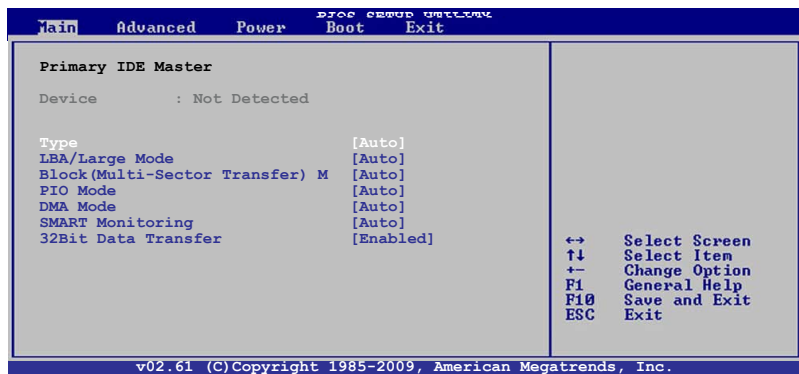 BIOS SETUP UTILITY
Main Advanced Power Boot Exit
Primary IDE Master
Device : Not Detected
Type [Auto]
LBA/Large Mode [Auto]
Block(Multi-Sector Transfer) M [Auto]
PIO Mode [Auto]
DMA Mode [Auto]
SMART Monitoring [Auto]
32Bit Data Transfer [Enabled]
←→ Select Screen
↑↓ Select Item
+- Change Option
F1 General Help
F10 Save and Exit
ESC Exit
v02.61 (C)Copyright 1985-2009, American Megatrends, Inc.